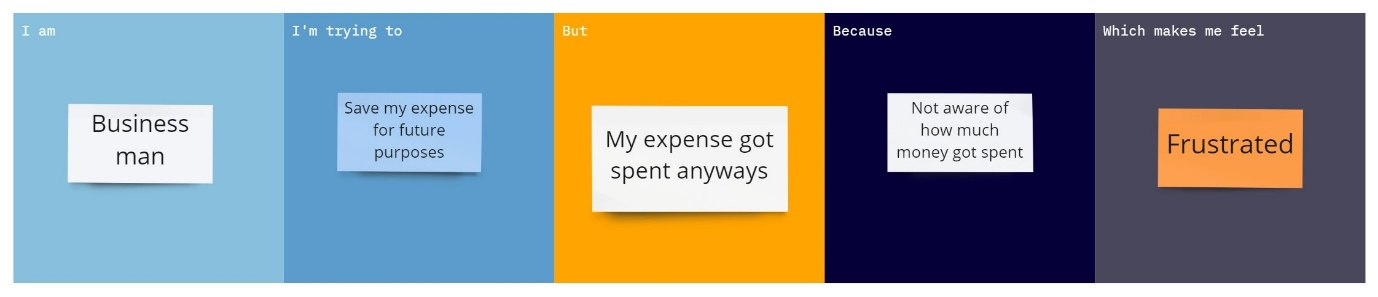 I am
Business
man
I'm trying to
Save my expense
for future
purposes
But
My expense got
spent anyways
Because
Not aware of
how much
money got spent
Which makes me feel
Frustrated